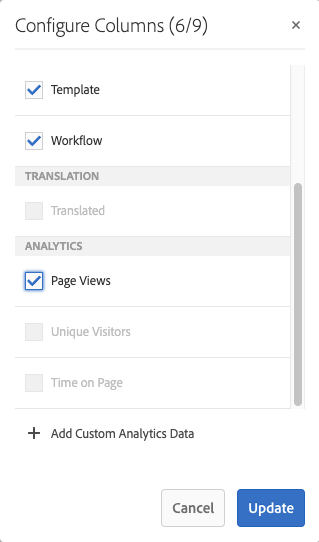 Configure Columns (6/9)
Template
Workflow
TRANSLATION
Translated
ANALYTICS
Page Views
Unique Visitors
Time on Page
Add Custom Analytics Data
Cancel
Update